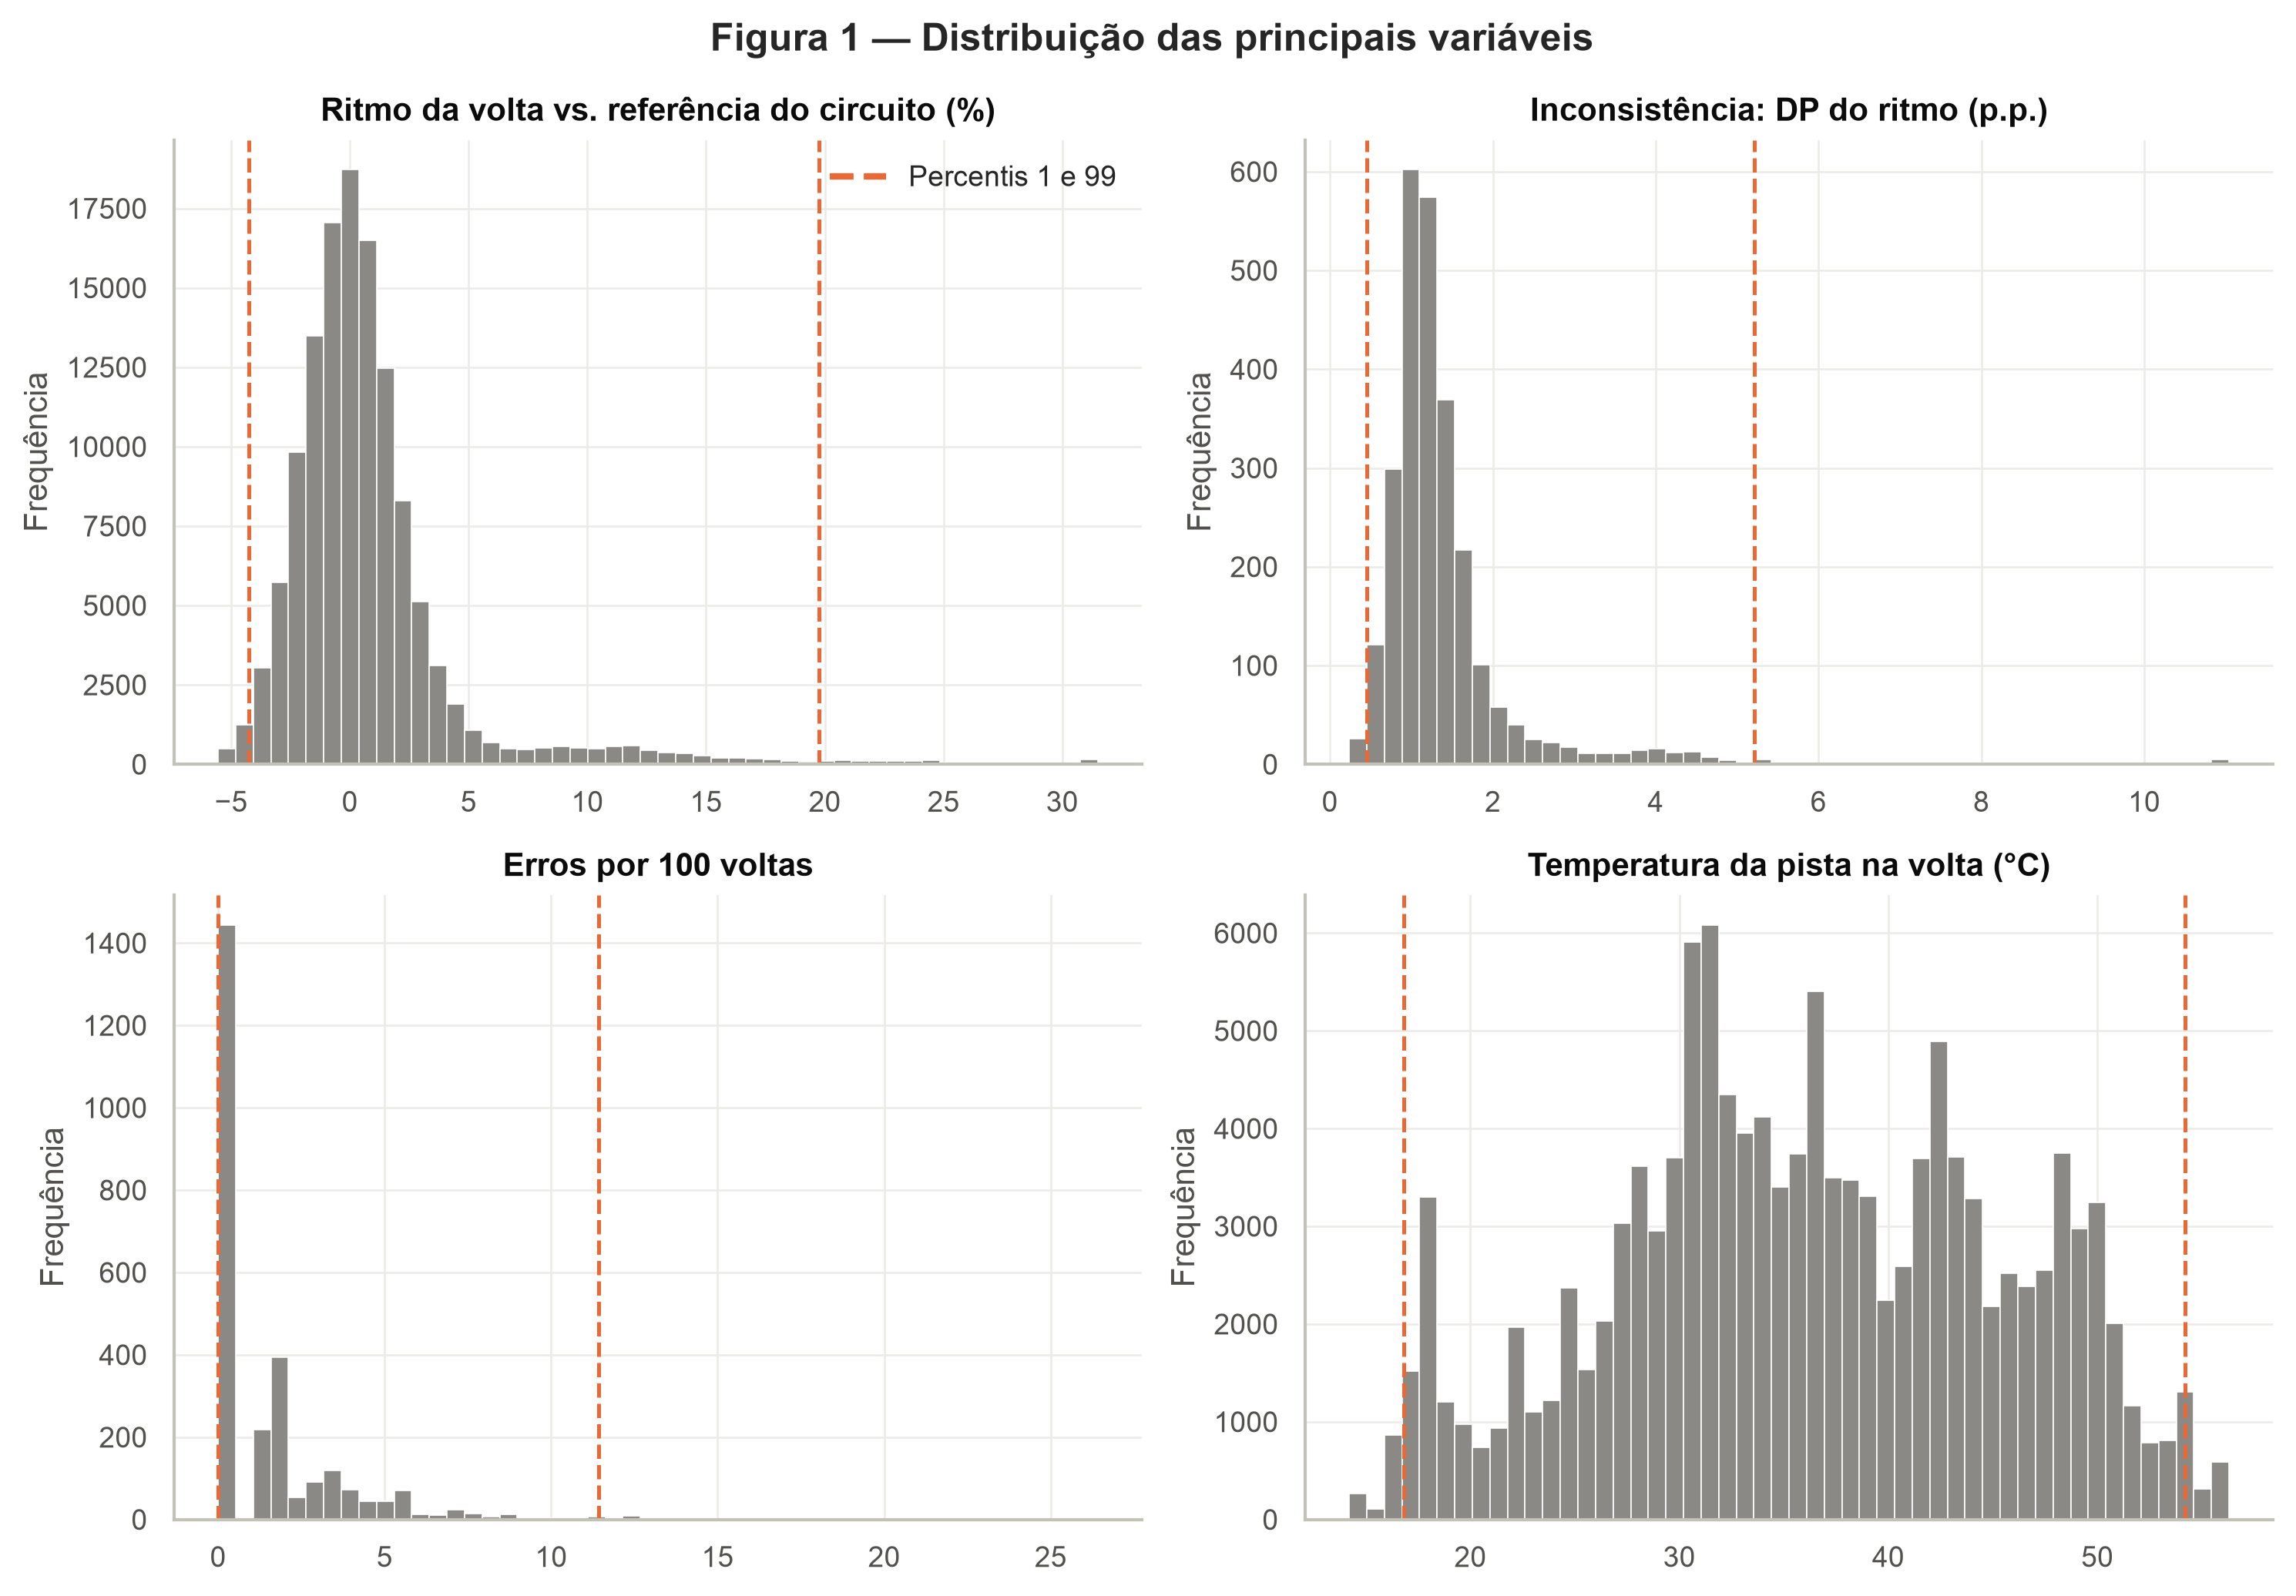 Figura 1 — Distribuição das principais variáveis
Ritmo da volta vs. referência do circuito (%)
Percentis 1 e 99
Frequência
17500
15000
12500
10000
7500
5000
2500
0
−5 0 5 10 15 20 25 30
Inconsistência: DP do ritmo (p.p.)
Frequência
600
500
400
300
200
100
0
0 2 4 6 8 10
Erros por 100 voltas
Frequência
1400
1200
1000
800
600
400
200
0
0 5 10 15 20 25
Temperatura da pista na volta (°C)
Frequência
6000
5000
4000
3000
2000
1000
0
20 30 40 50